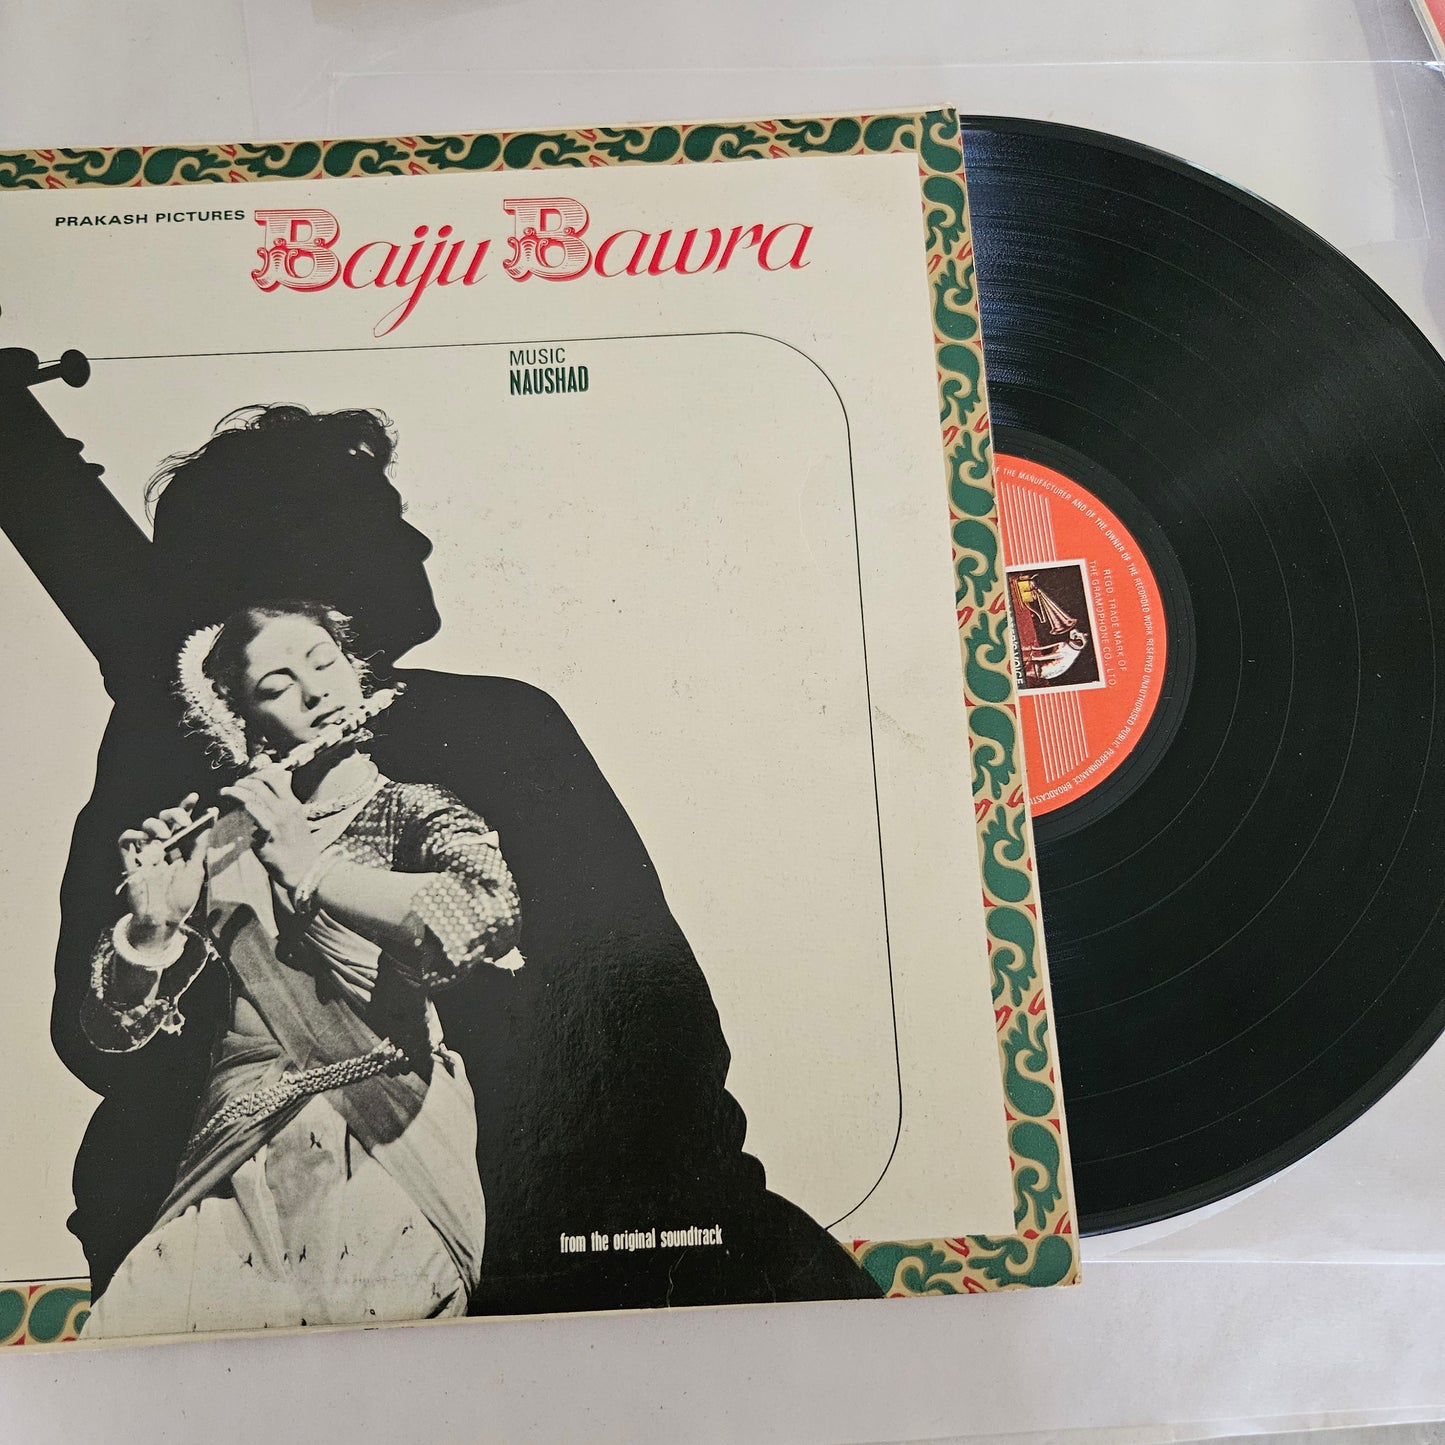 PRAKASH PICTURES Baiju Bawra
MUSIC
NAUSHAD
from the original soundtrack
OF THE MANUFACTURER AND OF THE OWNER OF THE RECORDED WORK RESERVED UNAUTHORISED PUBLIC PERFORMANCE
REGD. TRADE MARK OF
THE GRAMOPHONE CO., LTD.
VOICE